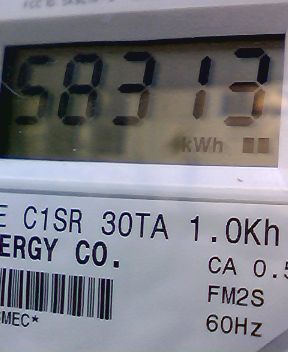 58313
kWh
E C1SR 30TA 1.0Kh
ERGY CO.
CA 0.5
FM2S
MEC*
60Hz